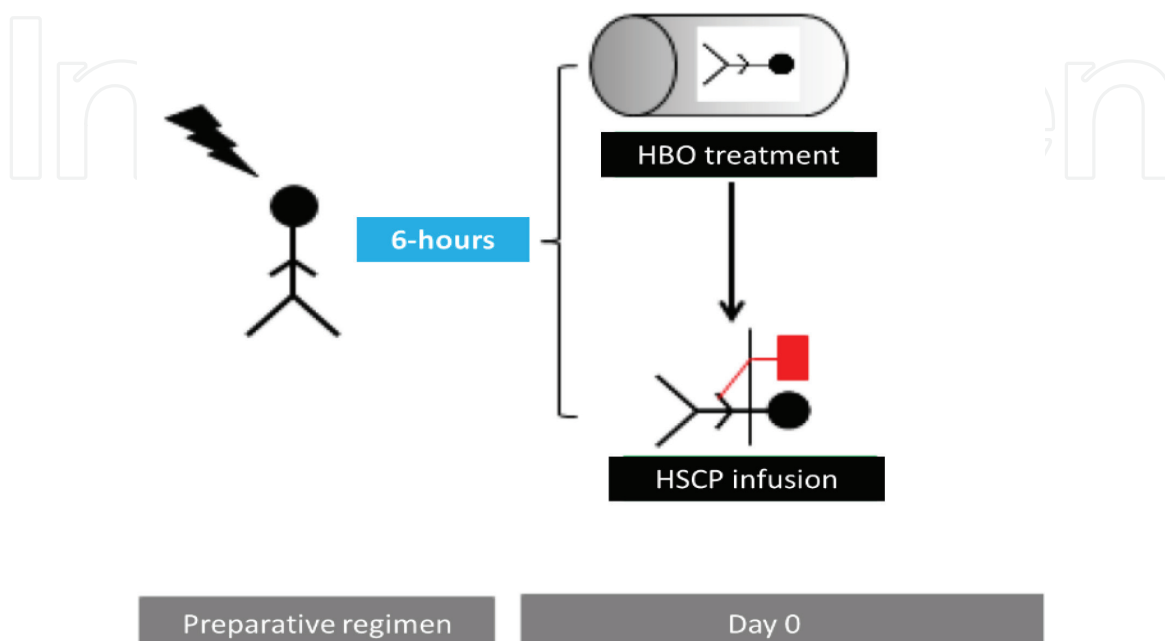 HBO treatment
6-hours
HSCP infusion
Preparative regimen
Day 0